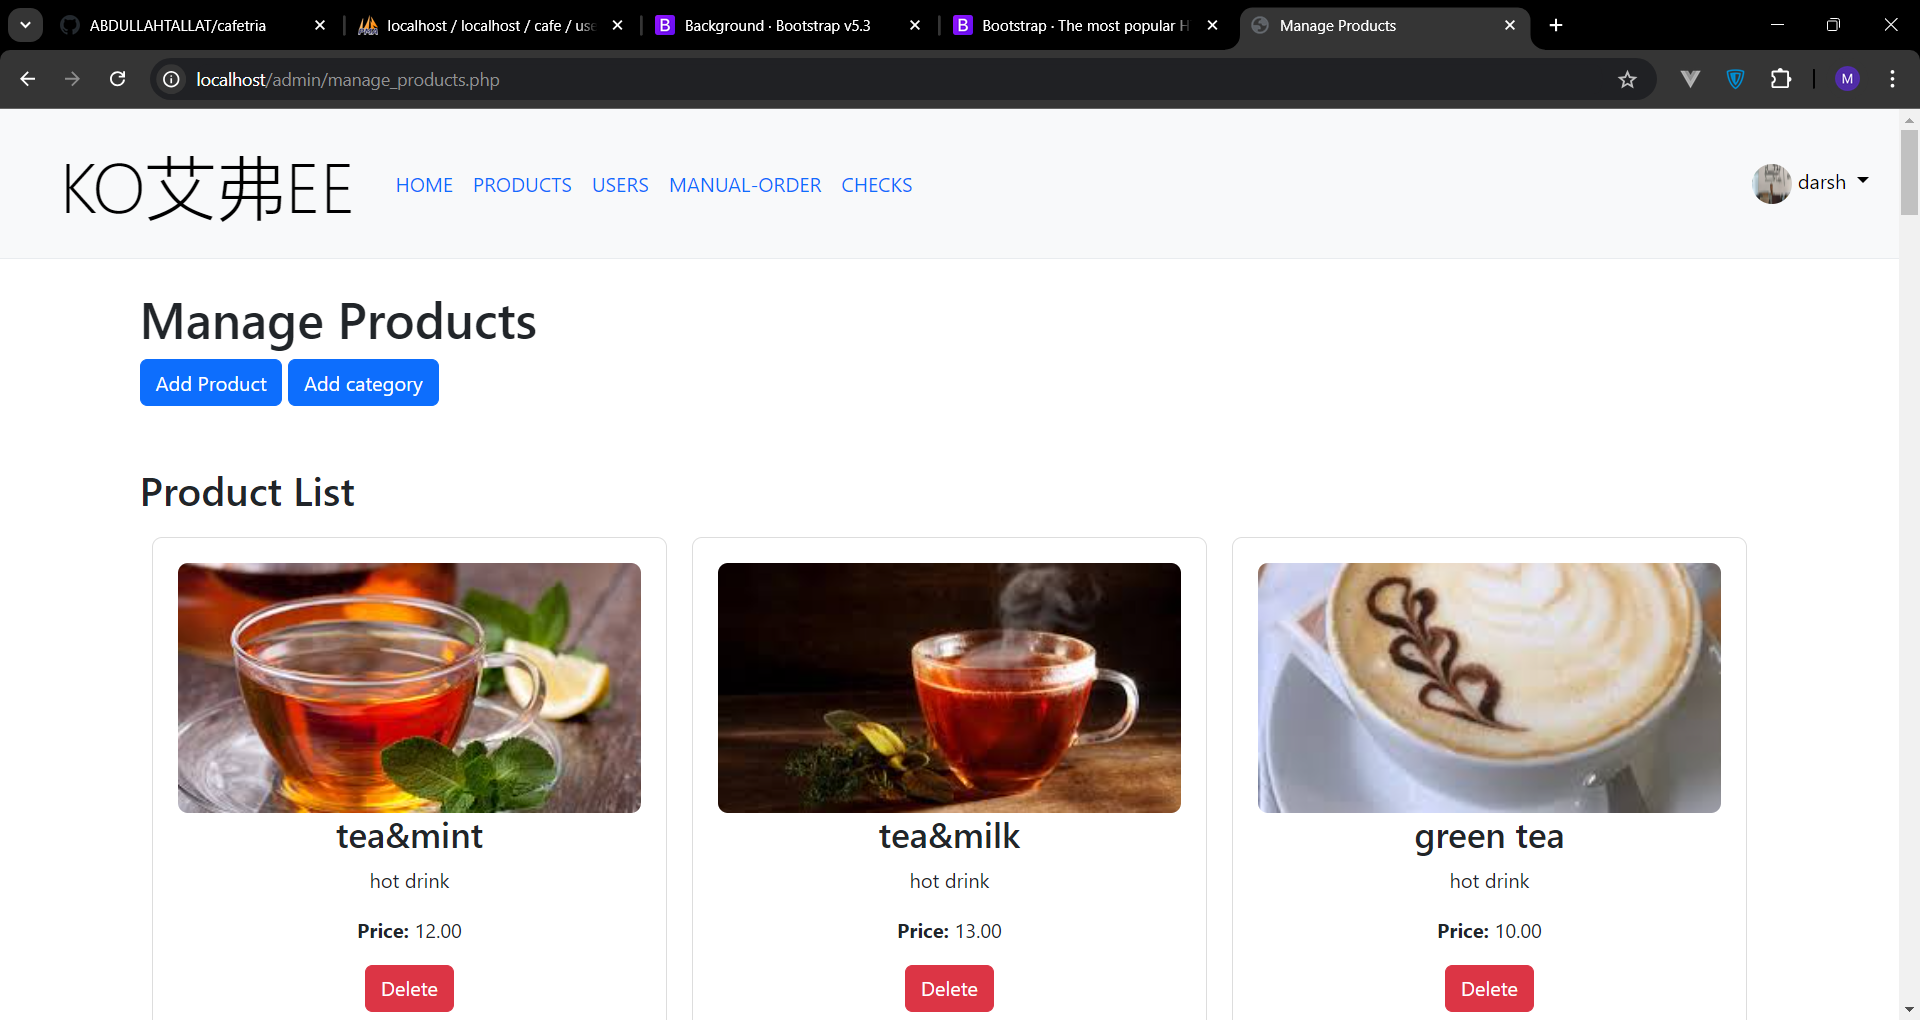 ABDULLAHTALLAT/cafetria
localhost / localhost / cafe / use
Background · Bootstrap v5.3
Bootstrap · The most popular H
Manage Products
localhost/admin/manage_products.php
M
KO艾弗EE
HOME PRODUCTS USERS MANUAL-ORDER CHECKS
darsh
Manage Products
Add Product Add category
Product List
tea&mint
hot drink
Price: 12.00
Delete
tea&milk
hot drink
Price: 13.00
Delete
green tea
hot drink
Price: 10.00
Delete